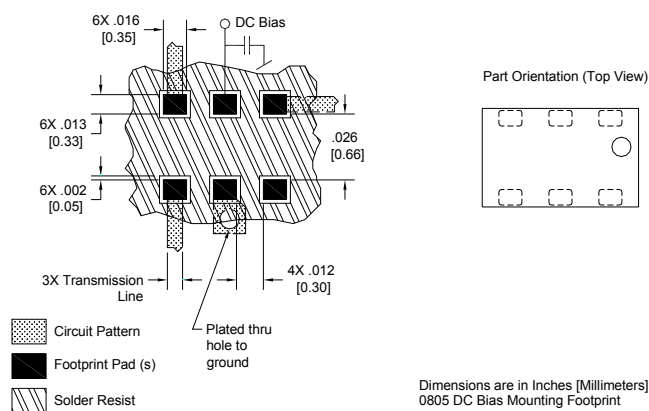 6X .016
[0.35]
DC Bias
6X .013
[0.33]
.026
[0.66]
6X .002
[0.05]
3X Transmission
Line
4X .012
[0.30]
Plated thru
hole to
ground
Circuit Pattern
Footprint Pad (s)
Solder Resist
Part Orientation (Top View)
Dimensions are in Inches [Millimeters]
0805 DC Bias Mounting Footprint